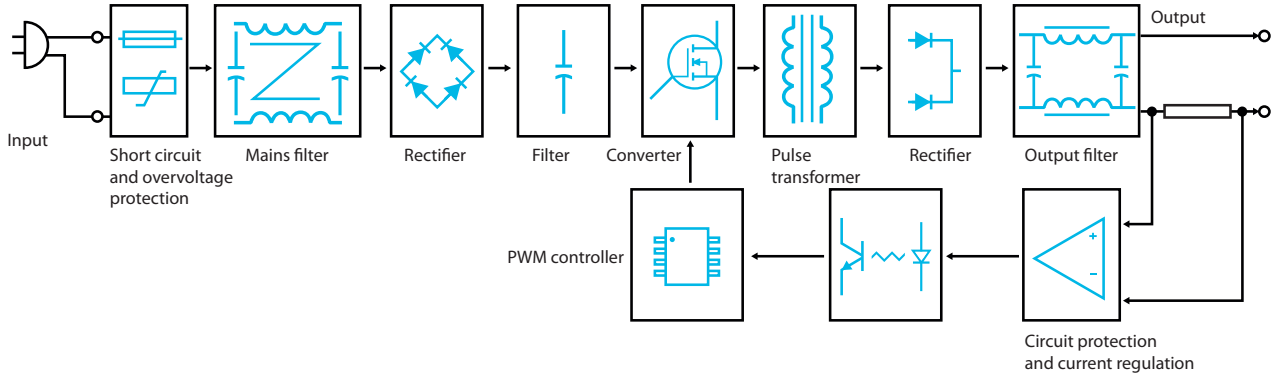 Output
Input
Short circuit
and overvoltage
protection
Mains filter
Rectifier
Filter
Converter
Pulse
transformer
Rectifier
Output filter
PWM controller
+
−
Circuit protection
and current regulation